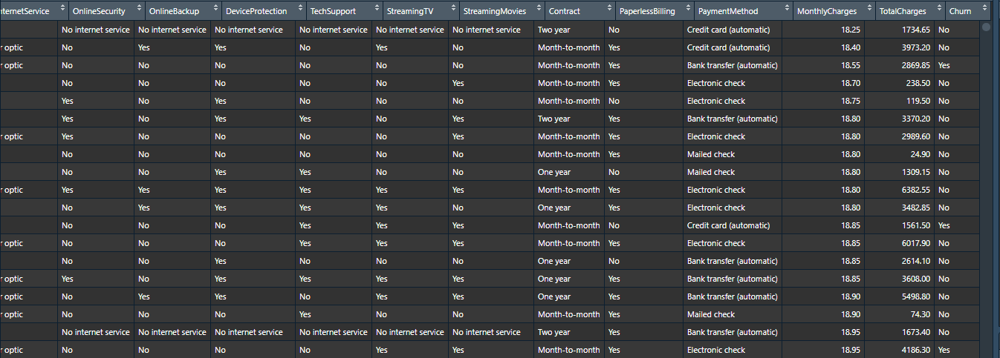 nternetService OnlineSecurity OnlineBackup DeviceProtection TechSupport StreamingTV StreamingMovies Contract PaperlessBilling PaymentMethod MonthlyCharges TotalCharges Churn
No internet service No internet service No internet service No internet service No internet service No internet service Two year No Credit card (automatic) 18.25 1734.65 No
r optic No Yes Yes No Yes No Month-to-month Yes Credit card (automatic) 18.40 3973.20 No
r optic No No No No No No Month-to-month Yes Bank transfer (automatic) 18.55 2869.85 Yes
No No No No No Yes Month-to-month Yes Electronic check 18.70 238.50 No
Yes No Yes No No No Month-to-month No Electronic check 18.75 119.50 No
Yes No Yes Yes No Yes Two year Yes Bank transfer (automatic) 18.80 3370.20 No
r optic Yes No No No No Yes Month-to-month Yes Electronic check 18.80 2989.60 No
No No No No No No Month-to-month Yes Mailed check 18.80 24.90 No
No No Yes Yes No No One year No Mailed check 18.80 1309.15 No
r optic Yes Yes Yes Yes Yes Yes Month-to-month Yes Electronic check 18.80 6382.55 No
No Yes Yes Yes Yes No One year Yes Electronic check 18.80 3482.85 No
No No No Yes Yes Yes Month-to-month No Credit card (automatic) 18.85 1561.50 Yes
r optic No No No Yes Yes Yes Month-to-month Yes Electronic check 18.85 6017.90 No
No No Yes No No No One year No Bank transfer (automatic) 18.85 2614.10 No
r optic Yes No Yes Yes Yes Yes One year Yes Bank transfer (automatic) 18.85 3608.00 No
r optic No Yes Yes No Yes Yes One year Yes Bank transfer (automatic) 18.90 5498.80 No
r optic No No No Yes No No Month-to-month Yes Mailed check 18.90 74.30 No
No internet service No internet service No internet service No internet service No internet service No internet service Two year Yes Bank transfer (automatic) 18.95 1673.40 No
r optic No No No No Yes Yes Month-to-month Yes Electronic check 18.95 4186.30 Yes